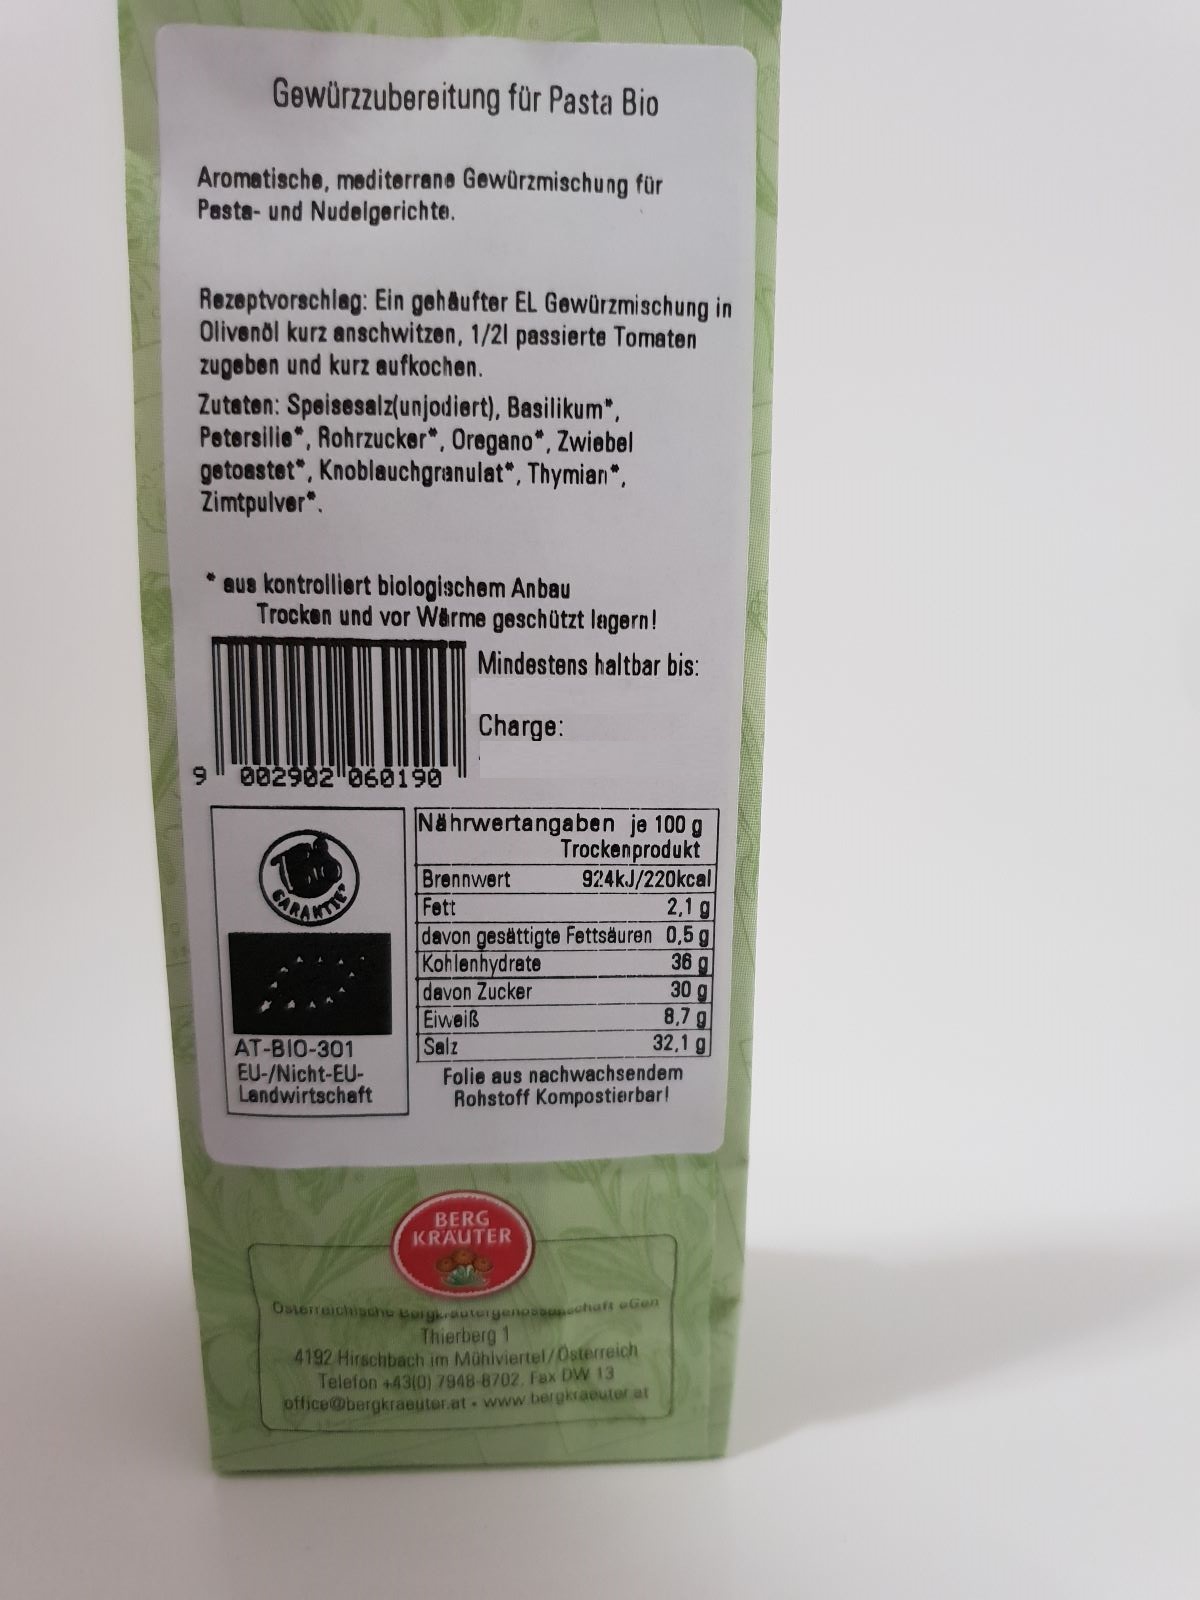 Gewürzzubereitung für Pasta Bio
Aromatische, mediterrane Gewürzmischung für
Pasta- und Nudelgerichte.
Rezeptvorschlag: Ein gehäufter EL Gewürzmischung in
Olivenöl kurz anschwitzen, 1/2l passierte Tomaten
zugeben und kurz aufkochen.
Zutaten: Speisesalz(unjodiert), Basilikum*,
Petersilie*, Rohrzucker*, Oregano*, Zwiebel
getoastet*, Knoblauchgranulat*, Thymian*,
Zimtpulver*.
* aus kontrolliert biologischem Anbau
Trocken und vor Wärme geschützt lagern!
Mindestens haltbar bis:
Charge:
9 002902 060190
BIO
GARANTIE
AT-BIO-301
EU-/Nicht-EU-
Landwirtschaft
Nährwertangaben je 100 g
Trockenprodukt
Brennwert 924kJ/220kcal
Fett 2,1 g
davon gesättigte Fettsäuren 0,5 g
Kohlenhydrate 36 g
davon Zucker 30 g
Eiweiß 8,7 g
Salz 32,1 g
Folie aus nachwachsendem
Rohstoff Kompostierbar!
BERG
KRÄUTER
Österreichische Bergkräutergenossenschaft eGen
Thierberg 1
4192 Hirschbach im Mühlviertel/Österreich
Telefon +43(0) 7948-8702, Fax DW 13
office@bergkraeuter.at • www.bergkraeuter.at